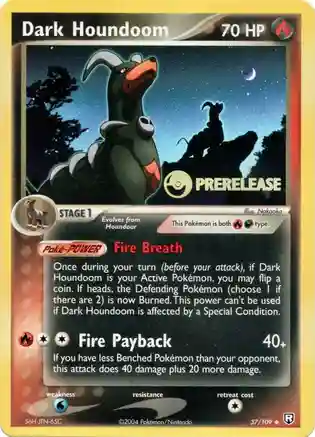 Dark Houndoom 70 HP
PRERELEASE
Illus. Nakaoka
STAGE 1
Evolves from
Houndour
This Pokémon is both type.
Poké-POWER Fire Breath
Once during your turn (before your attack), if Dark
Houndoom is your Active Pokémon, you may flip a
coin. If heads, the Defending Pokémon (choose 1 if
there are 2) is now Burned. This power can't be used
if Dark Houndoom is affected by a Special Condition.
Fire Payback 40+
If you have less Benched Pokémon than your opponent,
this attack does 40 damage plus 20 more damage.
weakness resistance retreat cost
©2004 Pokémon/Nintendo 37/109 R